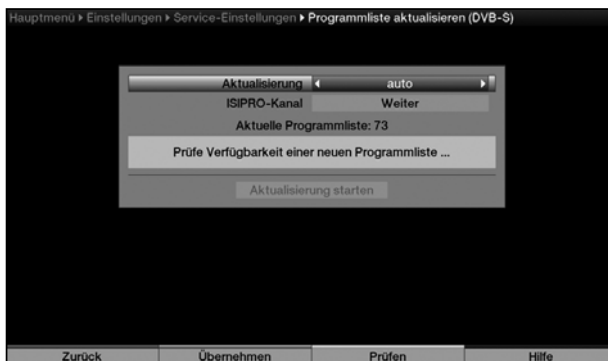 Hauptmenü ▸ Einstellungen ▸ Service-Einstellungen ▸ Programmliste aktualisieren (DVB-S)
Aktualisierung ◂ auto ▸
ISIPRO-Kanal Weiter
Aktuelle Programmliste: 73
Prüfe Verfügbarkeit einer neuen Programmliste ...
Aktualisierung starten
Zurück Übernehmen Prüfen Hilfe